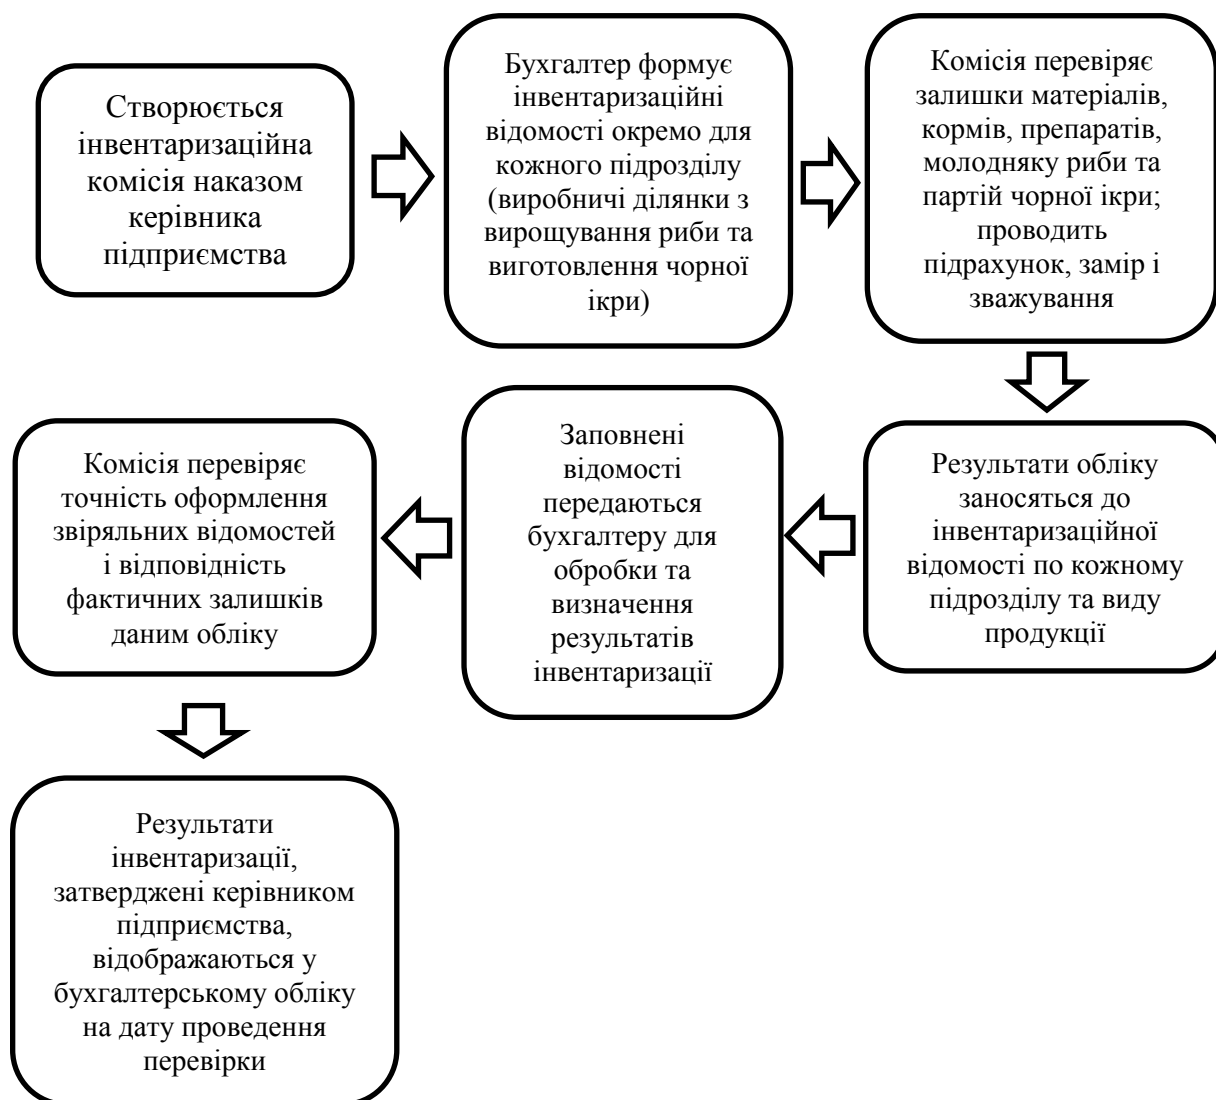 Створюється
інвентаризаційна
комісія наказом
керівника
підприємства
Бухгалтер формує
інвентаризаційні
відомості окремо для
кожного підрозділу
(виробничі ділянки з
вирощування риби та
виготовлення чорної
ікри)
Комісія перевіряє
залишки матеріалів,
кормів, препаратів,
молодняку риби та
партій чорної ікри;
проводить
підрахунок, замір і
зважування
Результати обліку
заносяться до
інвентаризаційної
відомості по кожному
підрозділу та виду
продукції
Заповнені
відомості
передаються
бухгалтеру для
обробки та
визначення
результатів
інвентаризації
Комісія перевіряє
точність оформлення
звіряльних відомостей
і відповідність
фактичних залишків
даним обліку
Результати
інвентаризації,
затверджені керівником
підприємства,
відображаються у
бухгалтерському обліку
на дату проведення
перевірки